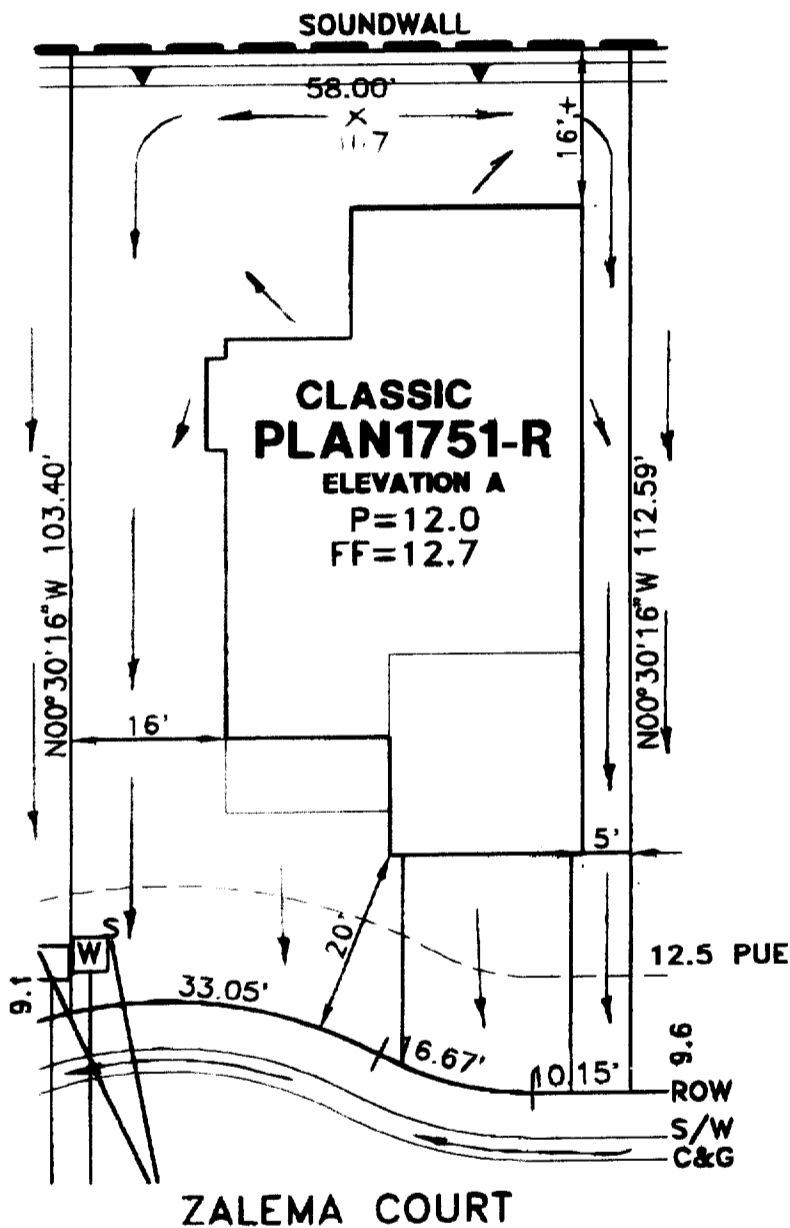 SOUNDWALL
58.00'
X
11.7
16'±
CLASSIC
PLAN1751-R
ELEVATION A
P=12.0
FF=12.7
N00°30'16"W 103.40'
N00°30'16"W 112.59'
16'
5'
20'
S
W
12.5 PUE
9.1
33.05'
16.67'
10.15'
9.6
ROW
S/W
C&G
ZALEMA COURT